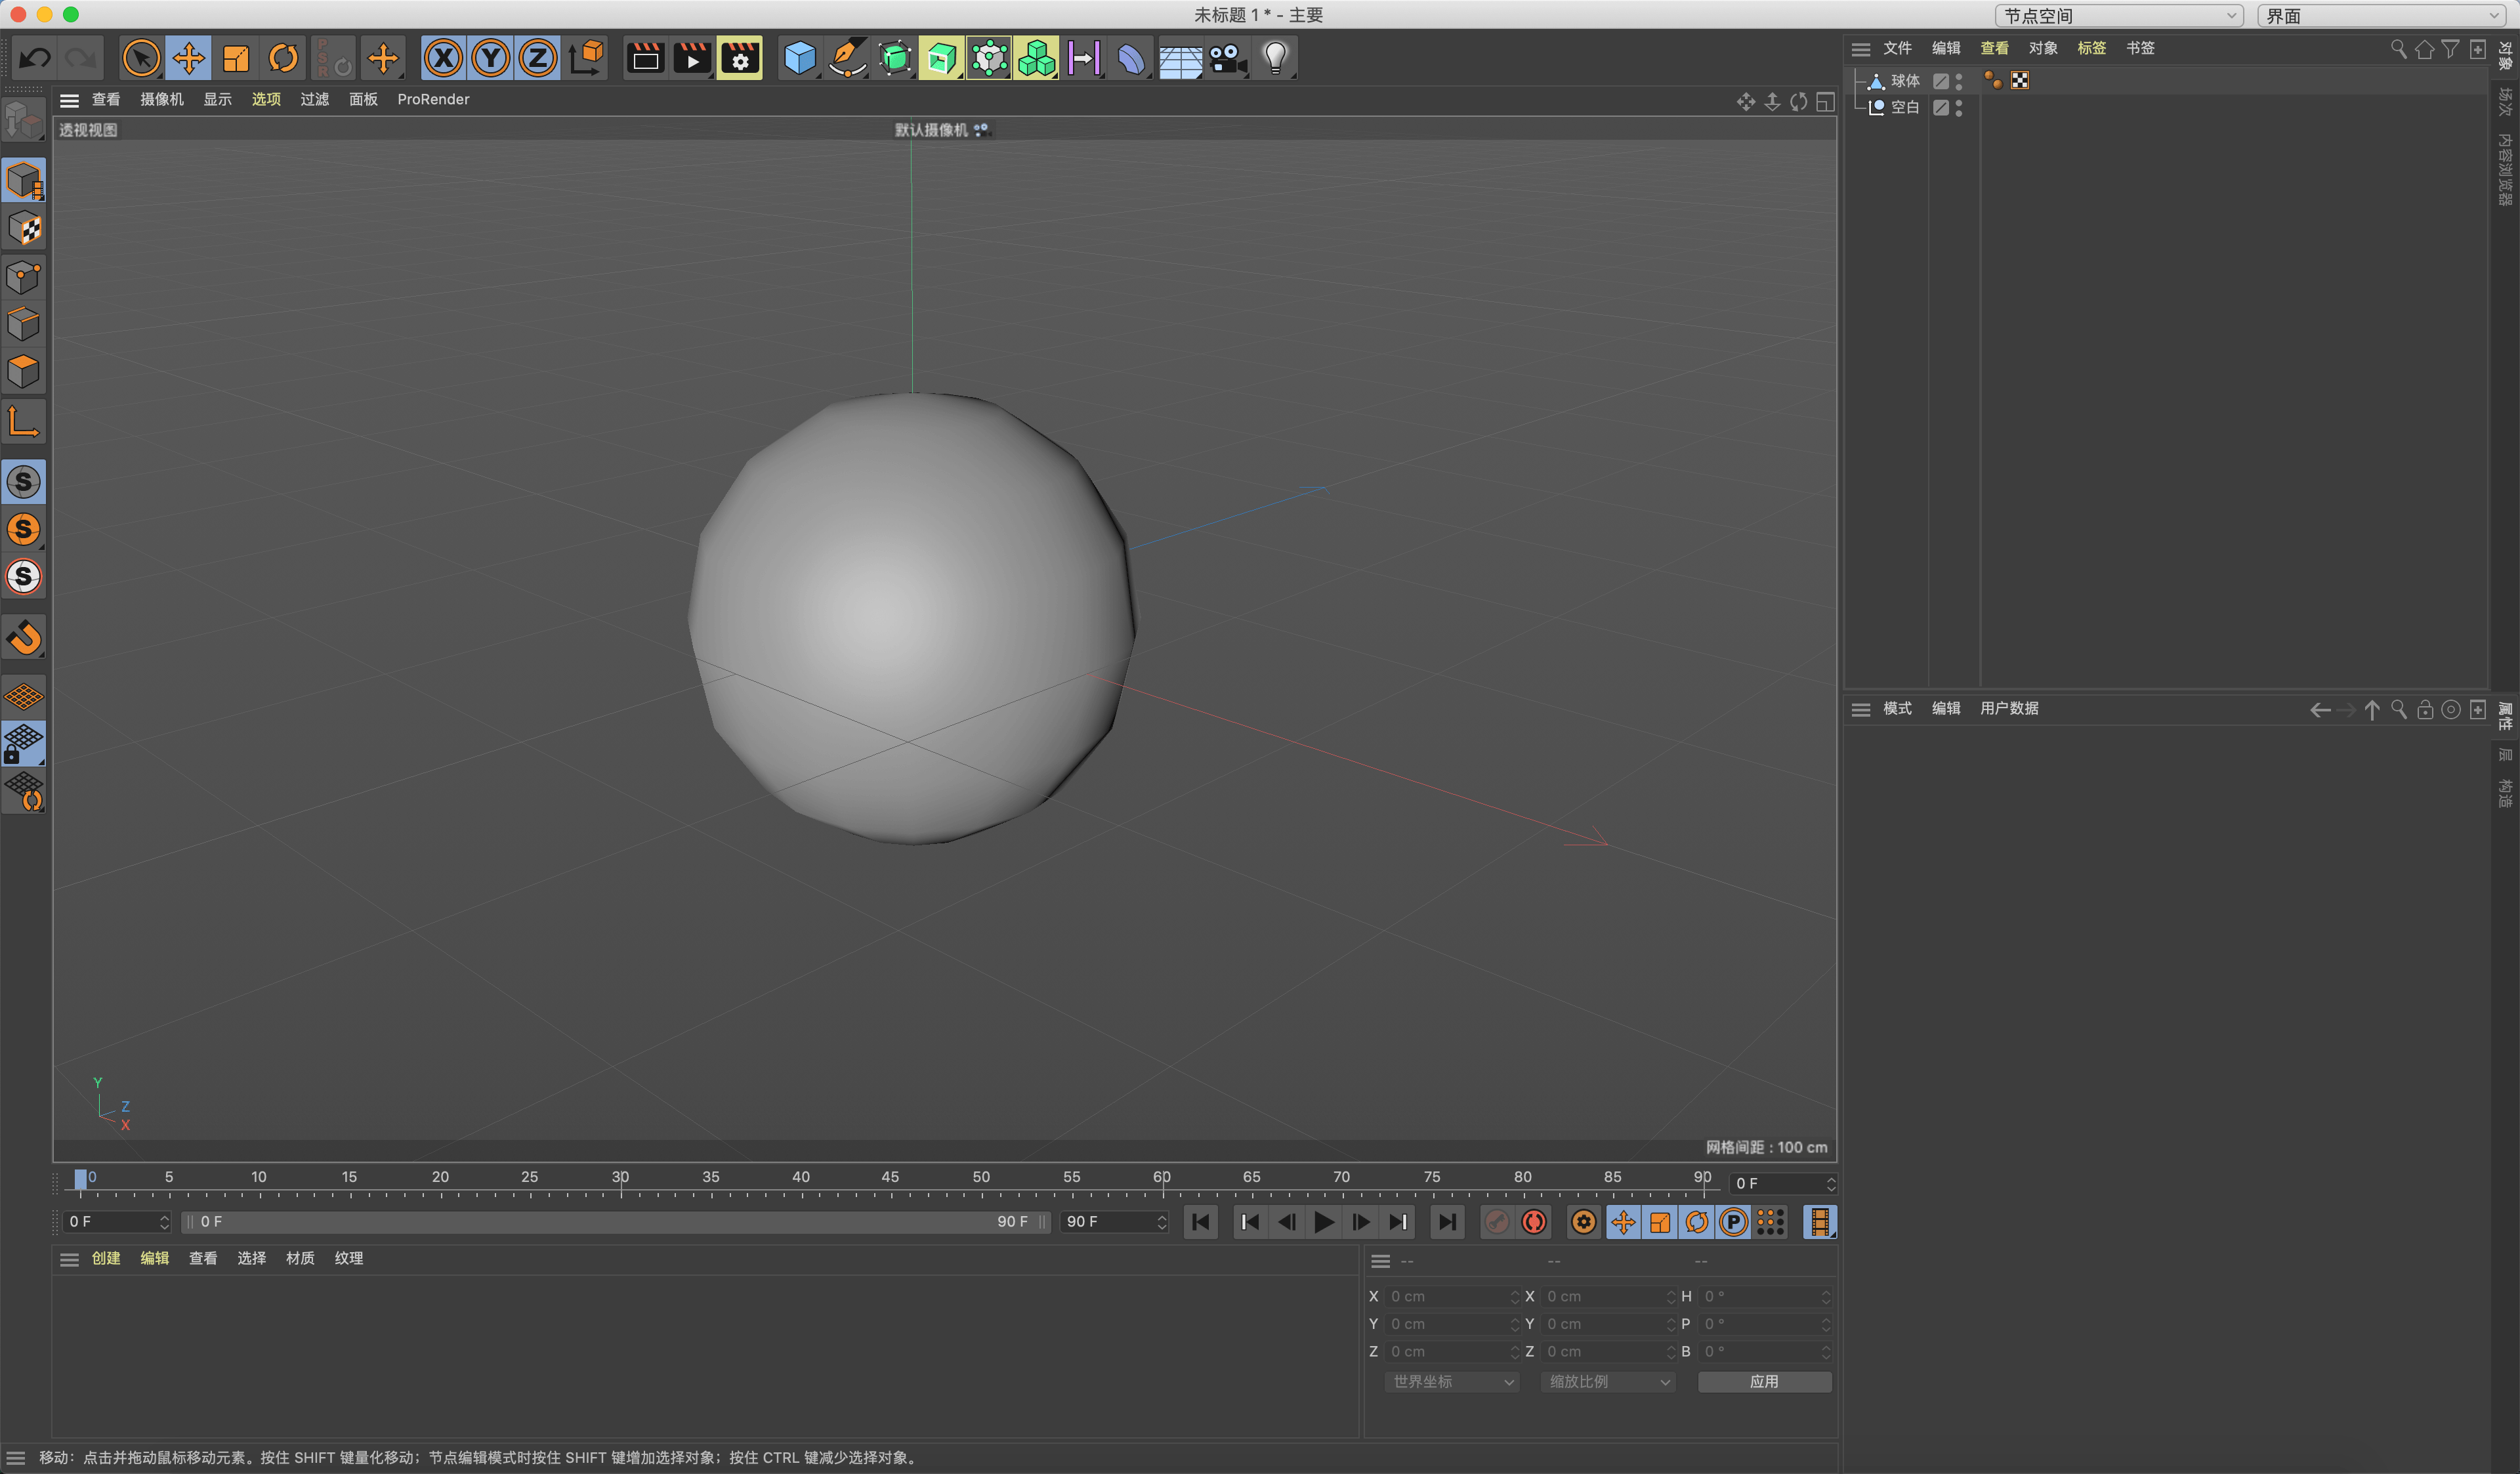 未标题 1 * - 主要
节点空间
界面
X Y Z
文件 编辑 查看 对象 标签 书签
查看 摄像机 显示 选项 过滤 面板 ProRender
球体
空白
对象
场次
内容浏览器
透视视图
默认摄像机
PSR
S
S
S
模式 编辑 用户数据
属性
层
构造
Y
Z
X
网格间距 : 100 cm
0 5 10 15 20 25 30 35 40 45 50 55 60 65 70 75 80 85 90 0 F
0 F 0 F 90 F 90 F P
创建 编辑 查看 选择 材质 纹理
-- -- --
X 0 cm X 0 cm H 0 °
Y 0 cm Y 0 cm P 0 °
Z 0 cm Z 0 cm B 0 °
世界坐标 缩放比例 应用
移动：点击并拖动鼠标移动元素。按住 SHIFT 键量化移动；节点编辑模式时按住 SHIFT 键增加选择对象；按住 CTRL 键减少选择对象。